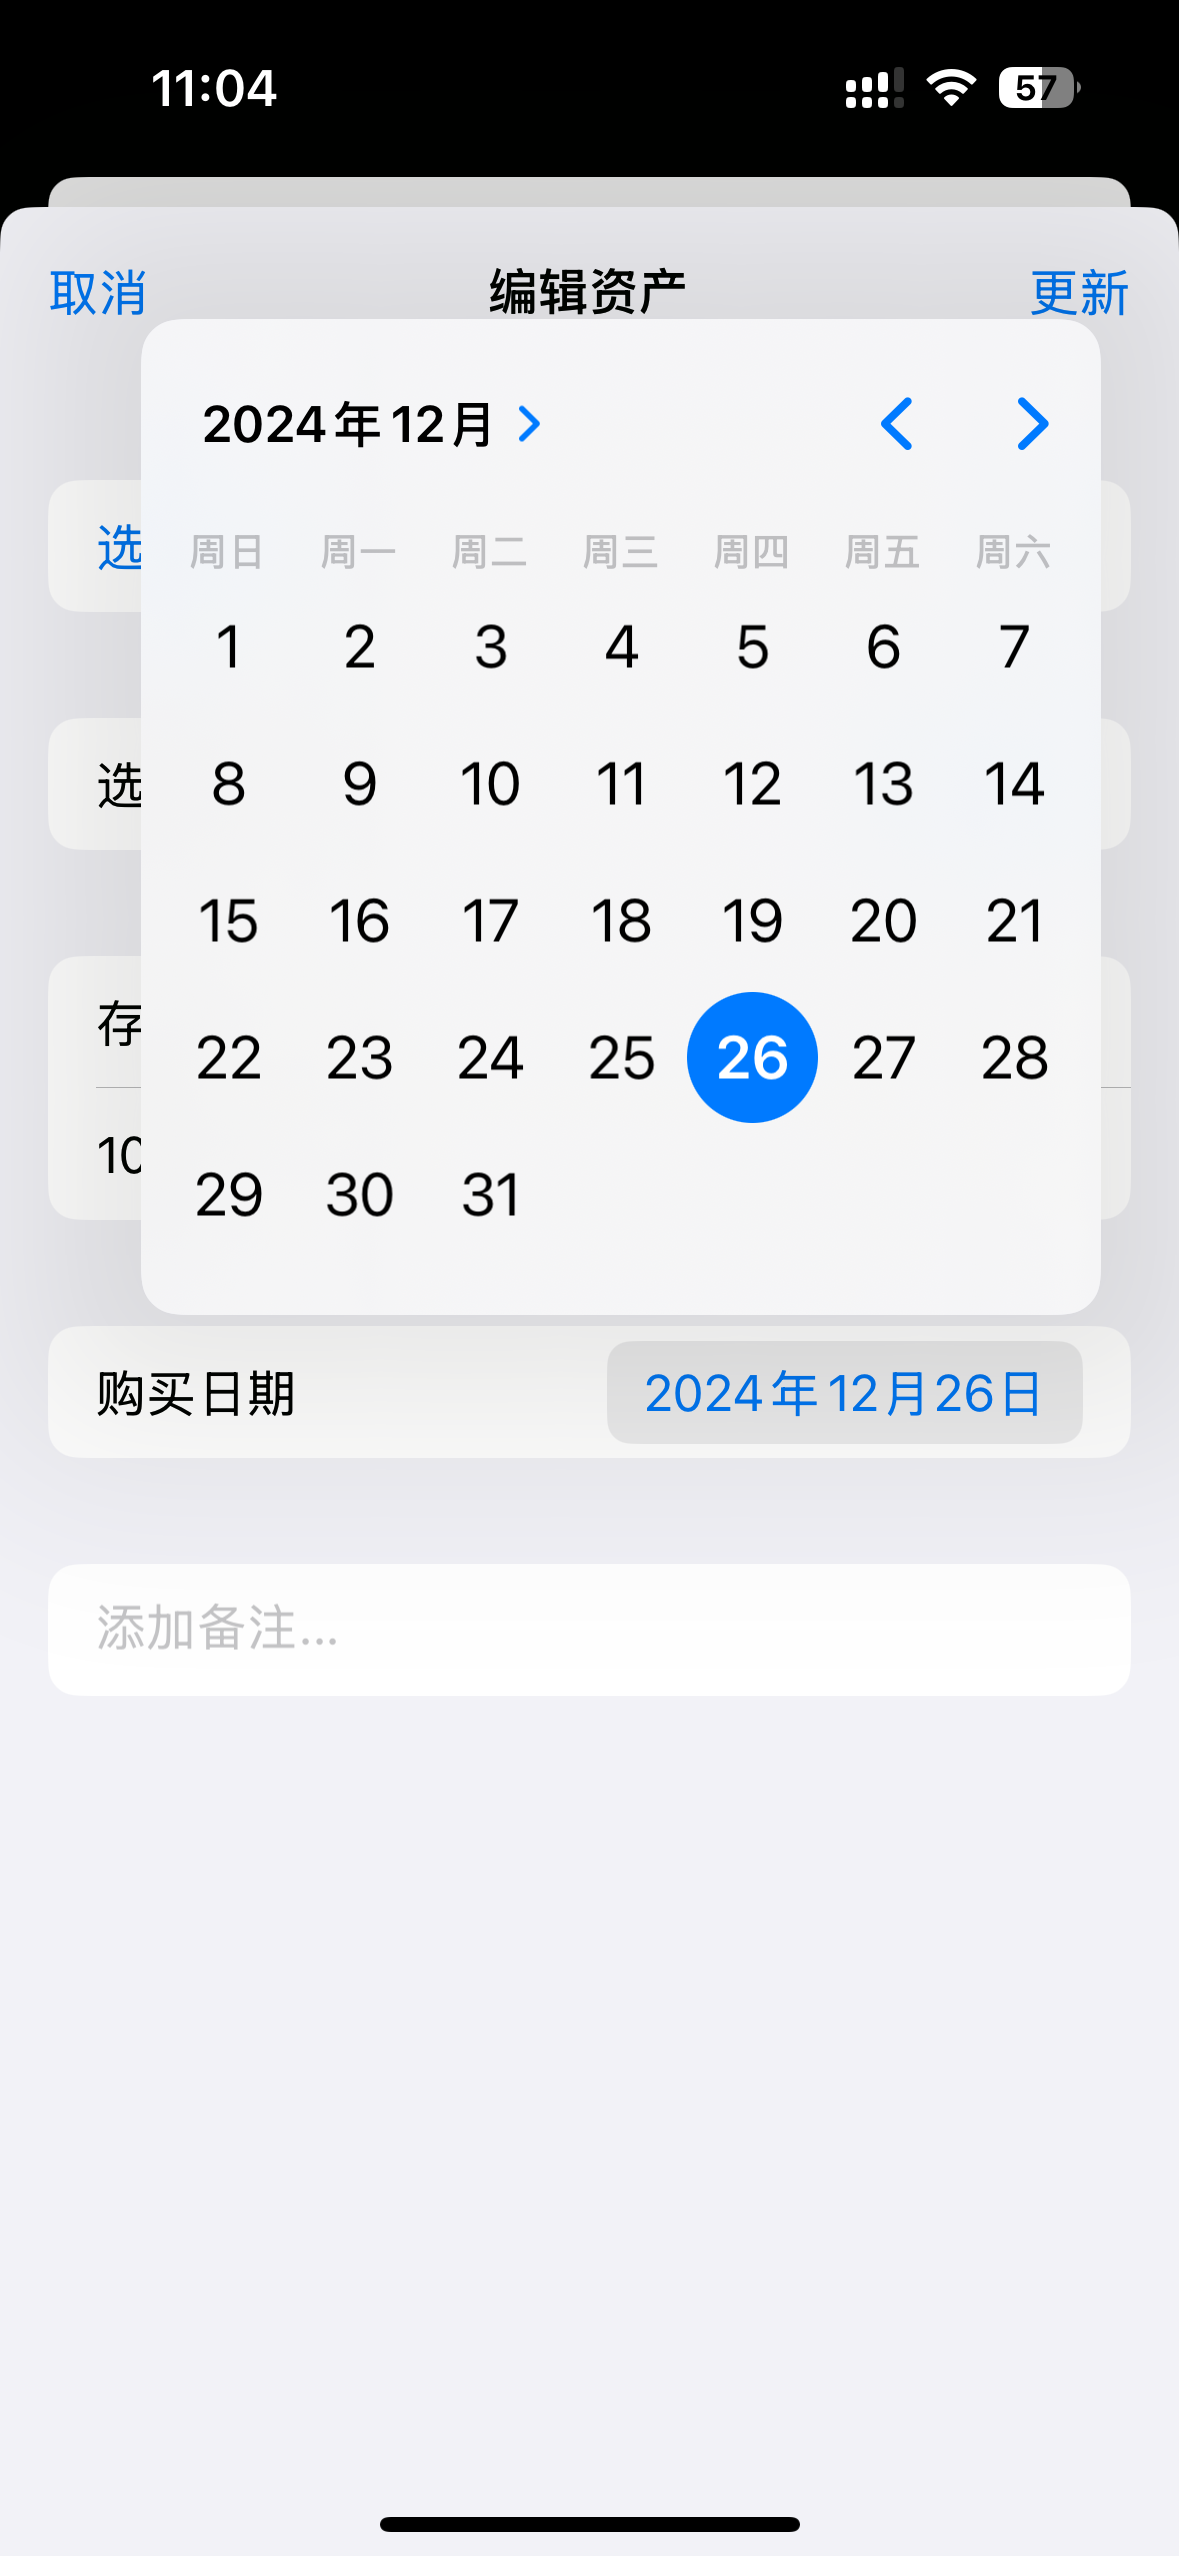 11:04
57
取消 编辑资产 更新
2024年12月
选 周日 周一 周二 周三 周四 周五 周六
1 2 3 4 5 6 7
选 8 9 10 11 12 13 14
15 16 17 18 19 20 21
存 22 23 24 25 26 27 28
10 29 30 31
购买日期 2024年12月26日
添加备注...